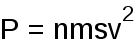 P = nmsv²